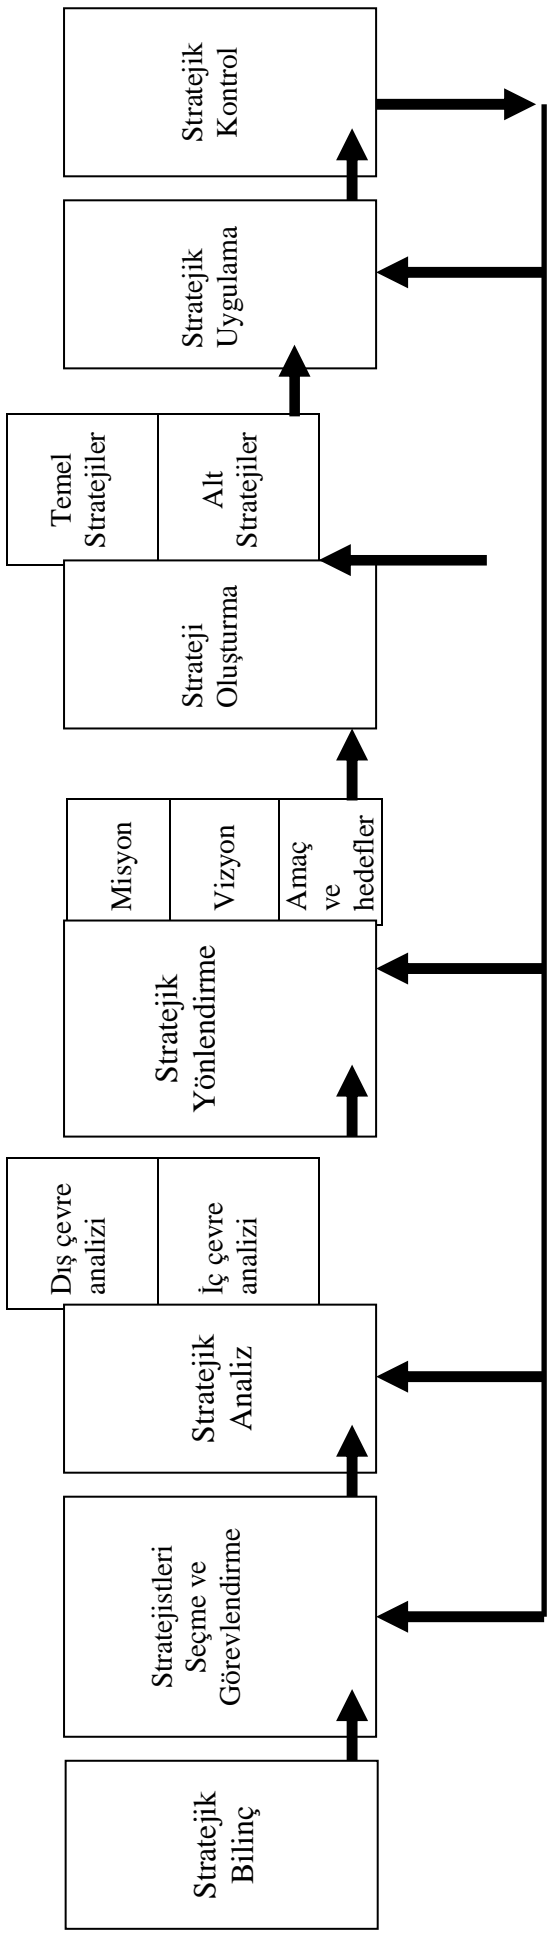 Stratejik
Bilinç
Stratejistleri
Seçme ve
Görevlendirme
Stratejik
Analiz
Dış çevre
analizi
İç çevre
analizi
Stratejik
Yönlendirme
Misyon
Vizyon
Amaç
ve
hedefler
Strateji
Oluşturma
Temel
Stratejiler
Alt
Stratejiler
Stratejik
Uygulama
Stratejik
Kontrol